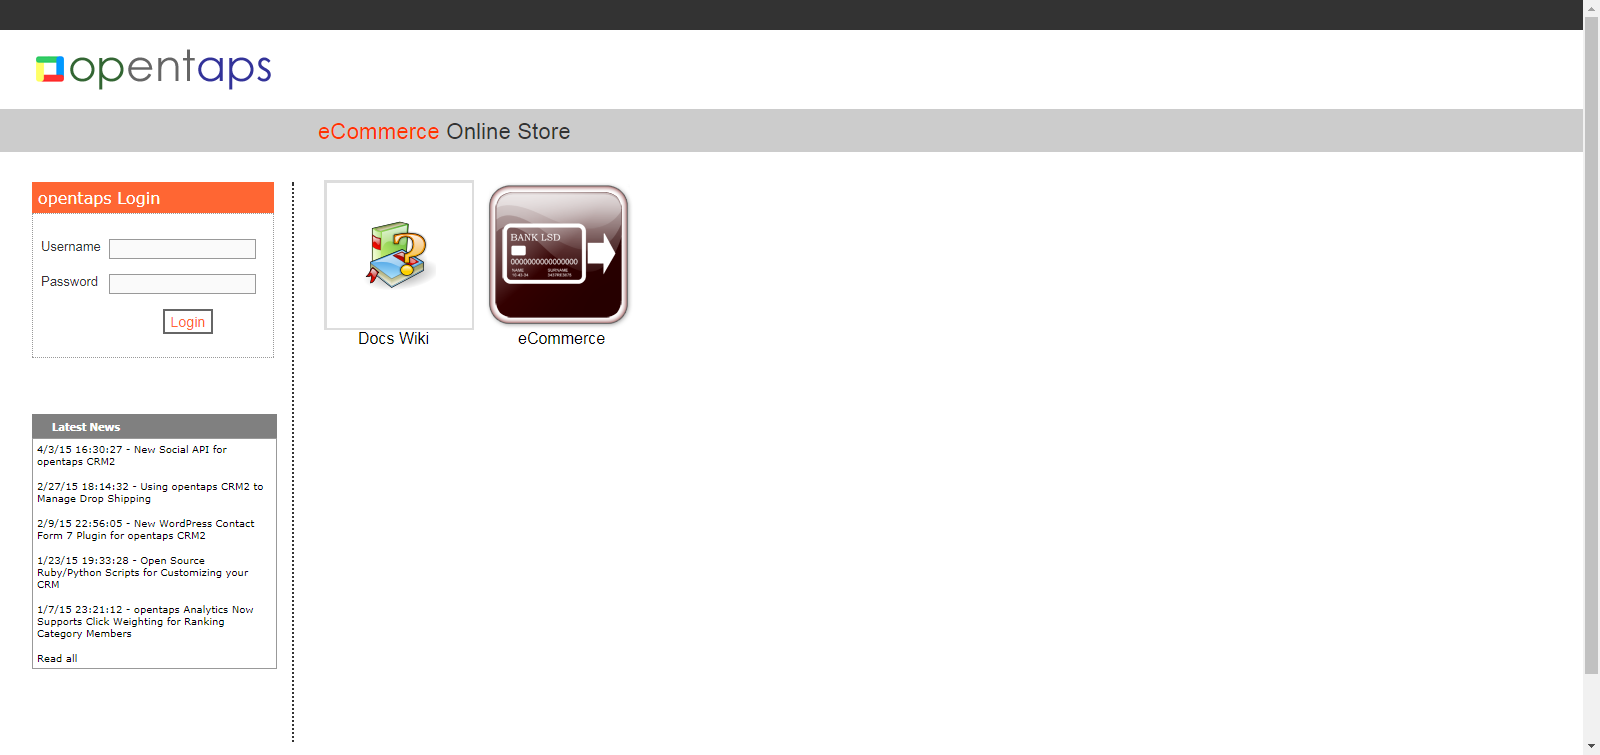 opentaps
eCommerce Online Store
opentaps Login
Username
Password
Login
BANK LSD
0000000000000000
NAME SURNAME
Docs Wiki
eCommerce
Latest News
4/3/15 16:30:27 - New Social API for
opentaps CRM2
2/27/15 18:14:32 - Using opentaps CRM2 to
Manage Drop Shipping
2/9/15 22:56:05 - New WordPress Contact
Form 7 Plugin for opentaps CRM2
1/23/15 19:33:28 - Open Source
Ruby/Python Scripts for Customizing your
CRM
1/7/15 23:21:12 - opentaps Analytics Now
Supports Click Weighting for Ranking
Category Members
Read all